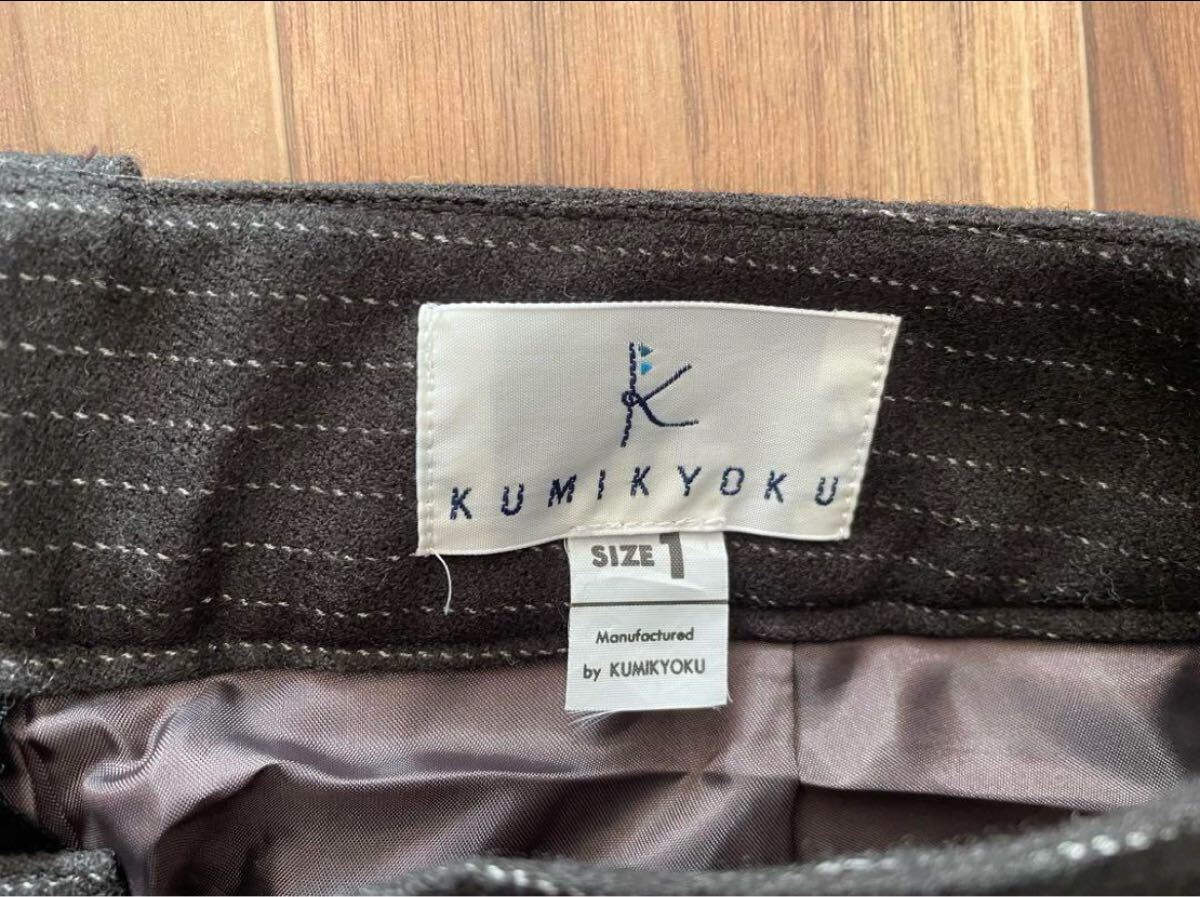 K
KUMIKYOKU
SIZE 1
Manufactured
by KUMIKYOKU